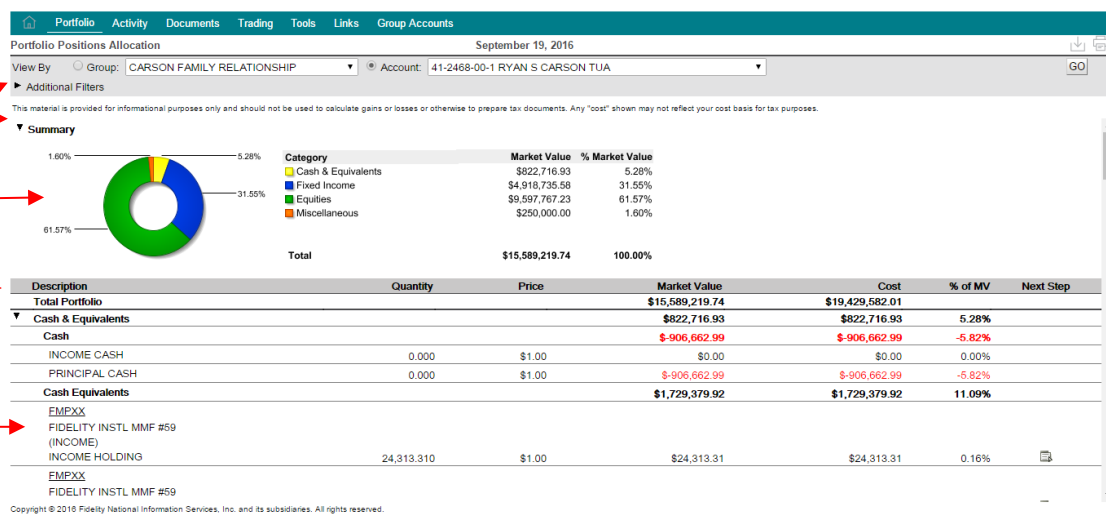 Portfolio Activity Documents Trading Tools Links Group Accounts
Portfolio Positions Allocation September 19, 2016
View By Group: CARSON FAMILY RELATIONSHIP Account: 41-2468-00-1 RYAN S CARSON TUA GO
Additional Filters
This material is provided for informational purposes only and should not be used to calculate gains or losses or otherwise to prepare tax documents. Any "cost" shown may not reflect your cost basis for tax purposes.
Summary
1.60% 5.28%
31.55%
61.57%
Category Market Value % Market Value
Cash & Equivalents $822,716.93 5.28%
Fixed Income $4,918,735.58 31.55%
Equities $9,597,767.23 61.57%
Miscellaneous $250,000.00 1.60%
Total $15,589,219.74 100.00%
Description Quantity Price Market Value Cost % of MV Next Step
Total Portfolio $15,589,219.74 $19,429,582.01
Cash & Equivalents $822,716.93 $822,716.93 5.28%
Cash $-906,662.99 $-906,662.99 -5.82%
INCOME CASH 0.000 $1.00 $0.00 $0.00 0.00%
PRINCIPAL CASH 0.000 $1.00 $-906,662.99 $-906,662.99 -5.82%
Cash Equivalents $1,729,379.92 $1,729,379.92 11.09%
FMPXX
FIDELITY INSTL MMF #59
(INCOME)
INCOME HOLDING 24,313.310 $1.00 $24,313.31 $24,313.31 0.16%
FMPXX
FIDELITY INSTL MMF #59
Copyright © 2016 Fidelity National Information Services, Inc. and its subsidiaries. All rights reserved.